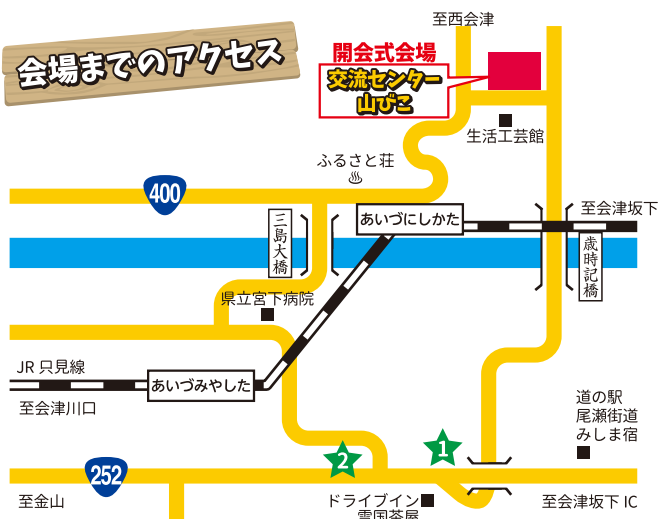 会場までのアクセス
至西会津
開会式会場
交流センター
山びこ
生活工芸館
ふるさと荘
400
三島大橋
あいづにしかた
至会津坂下
歳時記橋
県立宮下病院
JR 只見線
あいづみやした
至会津川口
道の駅
尾瀬街道
みしま宿
1
2
252
至金山
ドライブイン
雪国茶屋
至会津坂下 IC